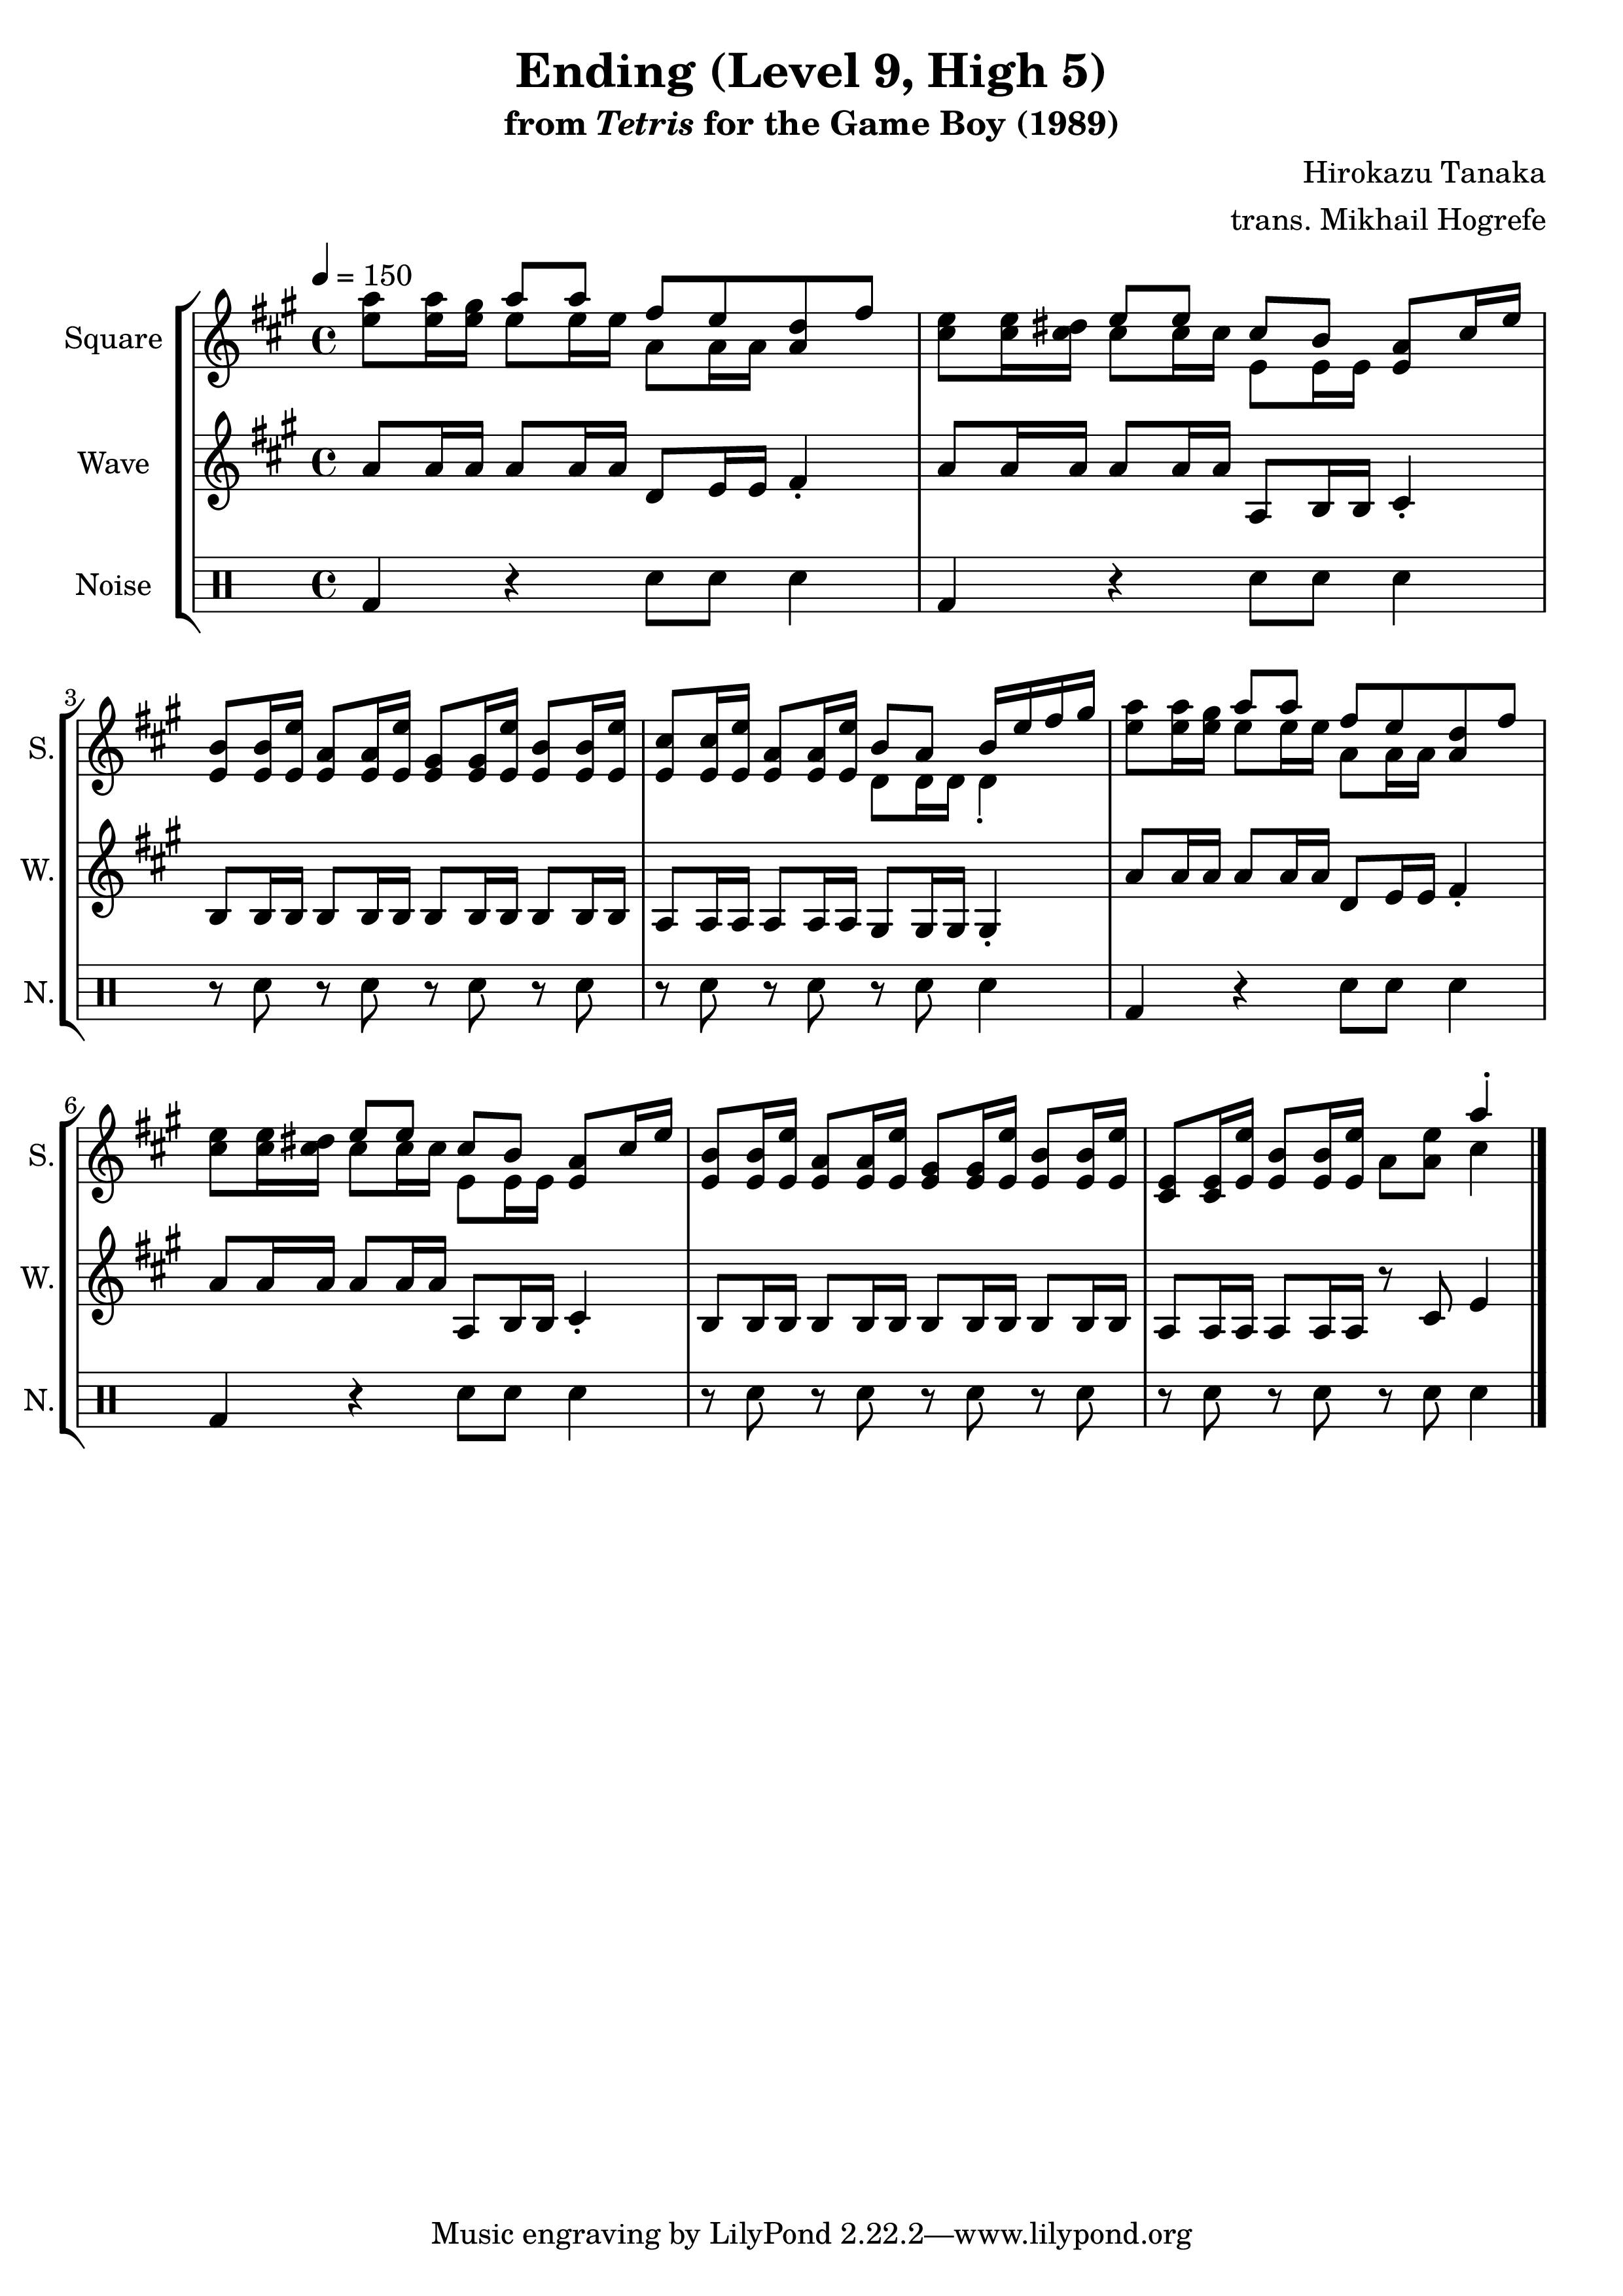 Ending (Level 9, High 5)
from Tetris for the Game Boy (1989)
Hirokazu Tanaka
trans. Mikhail Hogrefe
= 150
Square
Wave
Noise
3
S.
W.
N.
6
S.
W.
N.
Music engraving by LilyPond 2.22.2—www.lilypond.org